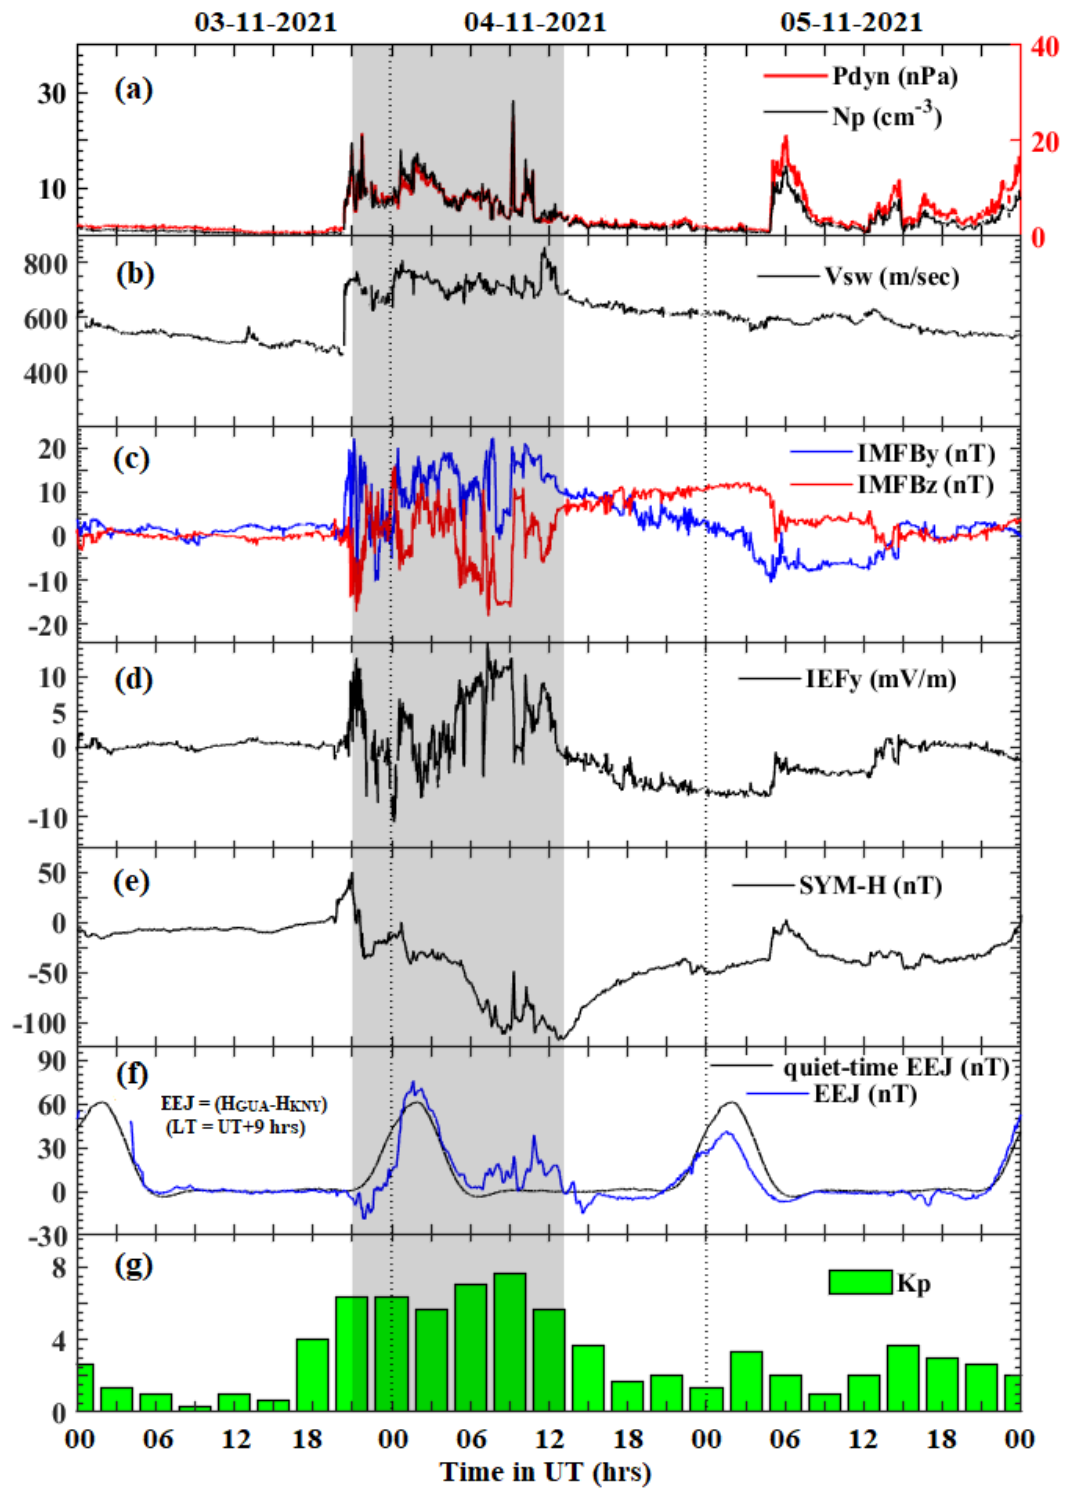 03-11-2021 04-11-2021 05-11-2021
(a)
Pdyn (nPa)
Np (cm⁻³)
30
10
40
20
0
(b)
Vsw (m/sec)
800
600
400
(c)
IMFBy (nT)
IMFBz (nT)
20
10
0
-10
-20
(d)
IEFy (mV/m)
10
5
0
-10
(e)
SYM-H (nT)
50
0
-50
-100
(f)
quiet-time EEJ (nT)
EEJ (nT)
EEJ = (HGUA-HKNY)
(LT = UT+9 hrs)
90
60
30
0
-30
(g)
Kp
8
4
0
00 06 12 18 00 06 12 18 00 06 12 18 00
Time in UT (hrs)